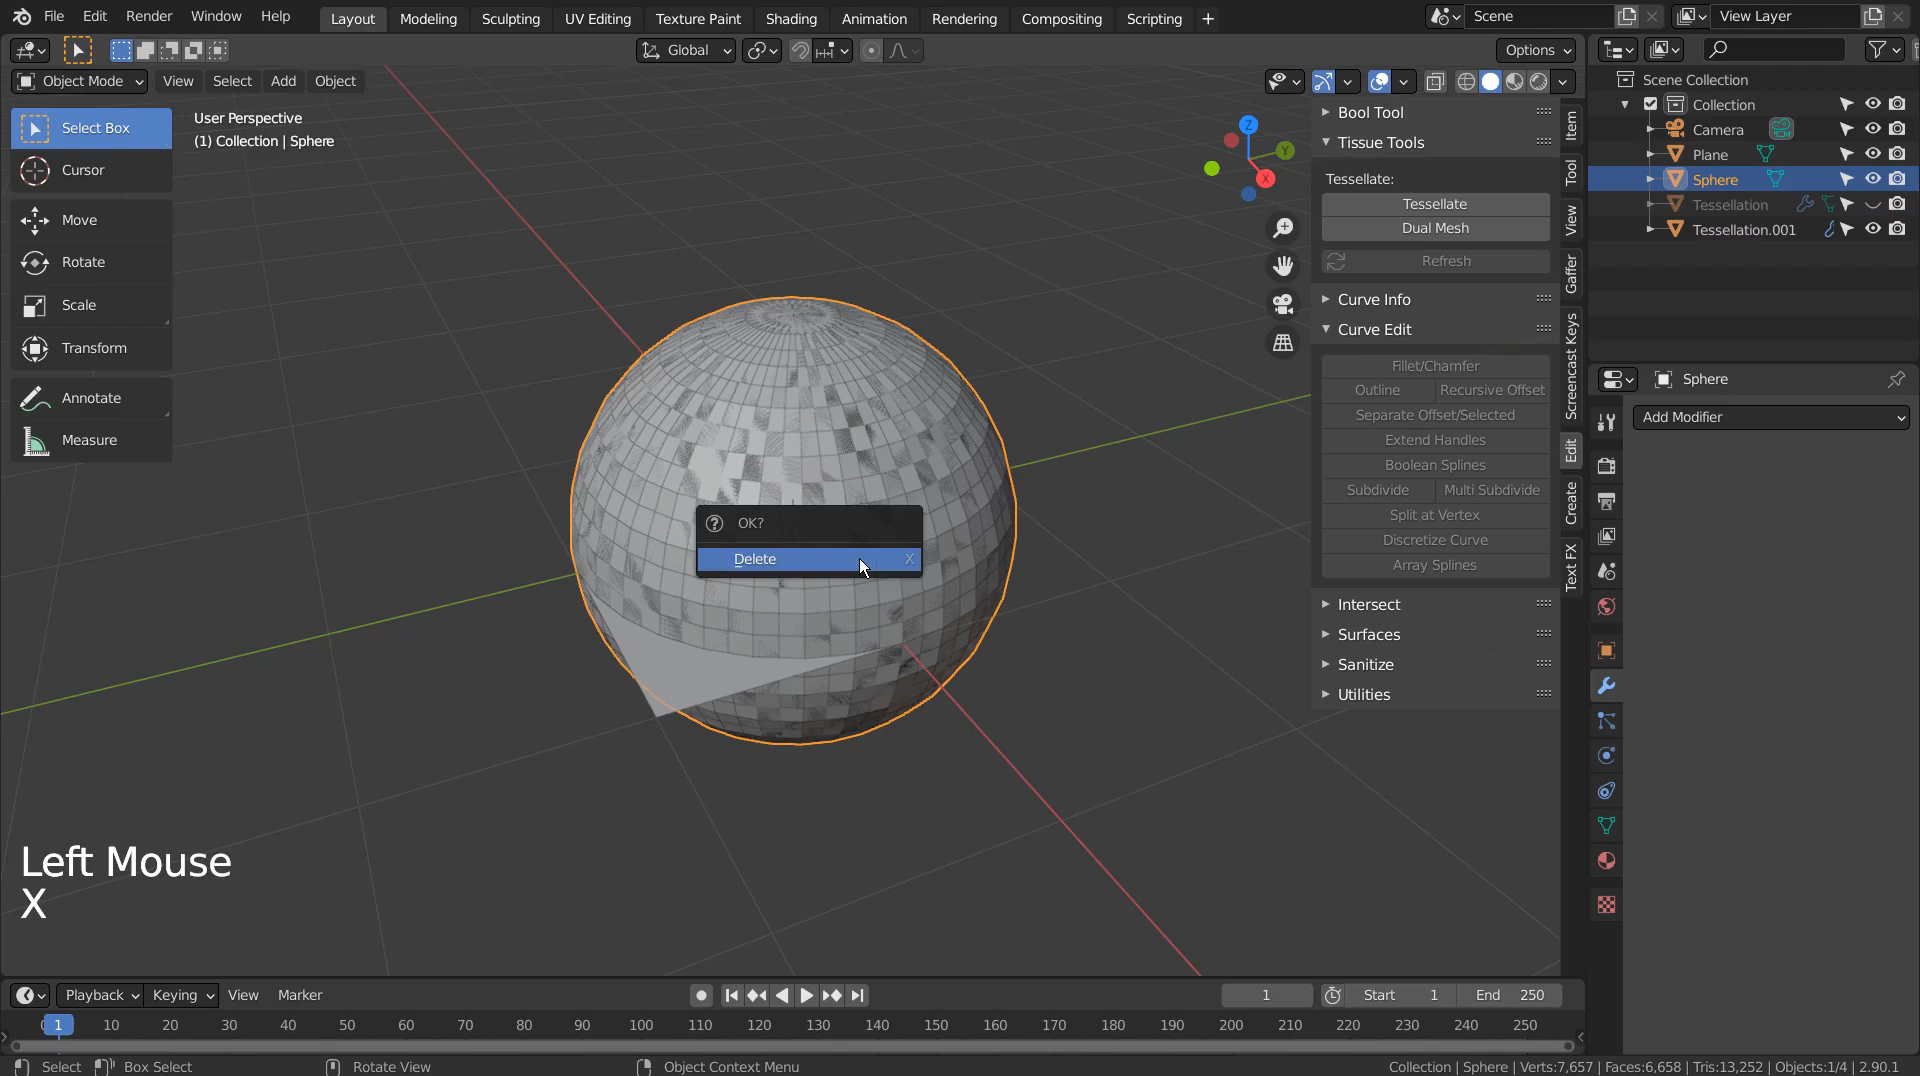 File Edit Render Window Help Layout Modeling Sculpting UV Editing Texture Paint Shading Animation Rendering Compositing Scripting + Scene View Layer
Global Options
Object Mode View Select Add Object
Select Box
Cursor
Move
Rotate
Scale
Transform
Annotate
Measure
User Perspective
(1) Collection | Sphere
Z
Y
X
OK?
Delete X
Left Mouse
X
Bool Tool
Tissue Tools
Tessellate:
Tessellate
Dual Mesh
Refresh
Curve Info
Curve Edit
Fillet/Chamfer
Outline Recursive Offset
Separate Offset/Selected
Extend Handles
Boolean Splines
Subdivide Multi Subdivide
Split at Vertex
Discretize Curve
Array Splines
Intersect
Surfaces
Sanitize
Utilities
Item
Tool
View
Gaffer
Screencast Keys
Edit
Create
Text FX
Scene Collection
Collection
Camera
Plane
Sphere
Tessellation
Tessellation.001
Sphere
Add Modifier
Playback Keying View Marker 1 Start 1 End 250
1 10 20 30 40 50 60 70 80 90 100 110 120 130 140 150 160 170 180 190 200 210 220 230 240 250
Select Box Select Rotate View Object Context Menu Collection | Sphere | Verts:7,657 | Faces:6,658 | Tris:13,252 | Objects:1/4 | 2.90.1